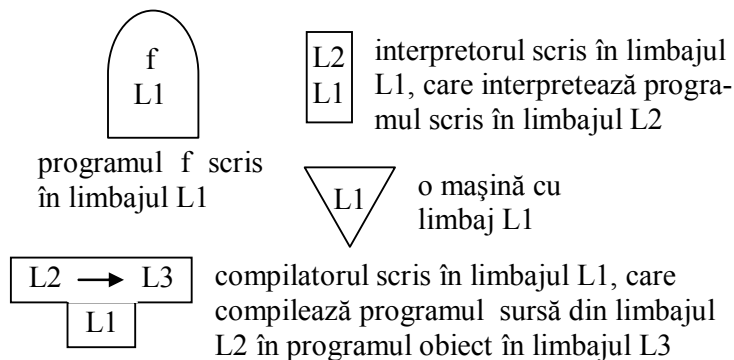 f
L1
programul f scris
în limbajul L1
L2
L1
interpretorul scris în limbajul
L1, care interpretează progra-
mul scris în limbajul L2
L1
o maşină cu
limbaj L1
L2 → L3
L1
compilatorul scris în limbajul L1, care
compilează programul sursă din limbajul
L2 în programul obiect în limbajul L3